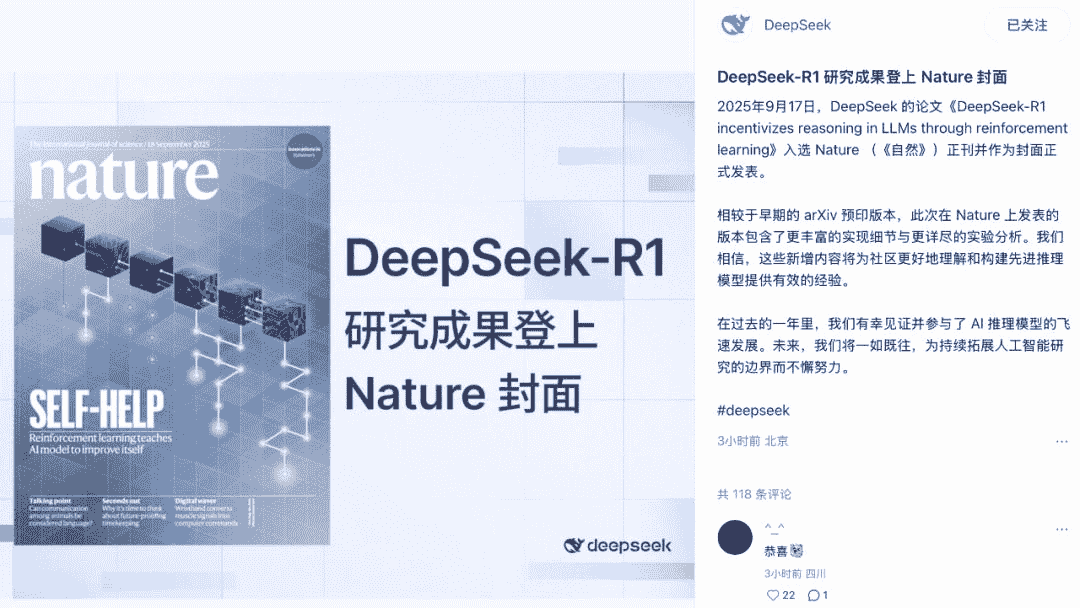 The international journal of science / 18 September 2025
nature
SELF-HELP
Reinforcement learning teaches
AI model to improve itself
Talking point
Can communication
among animals be
considered language?
Seconds out
Why it's time to think
about future-proofing
timekeeping
Digital waves
Wristband converts
muscle signals into
computer commands
DeepSeek-R1
研究成果登上
Nature 封面
deepseek
DeepSeek
已关注
DeepSeek-R1 研究成果登上 Nature 封面
2025年9月17日，DeepSeek 的论文《DeepSeek-R1
incentivizes reasoning in LLMs through reinforcement
learning》入选 Nature （《自然》）正刊并作为封面正
式发表。
相较于早期的 arXiv 预印版本，此次在 Nature 上发表的
版本包含了更丰富的实现细节与更详尽的实验分析。我们
相信，这些新增内容将为社区更好地理解和构建先进推理
模型提供有效的经验。
在过去的一年里，我们有幸见证并参与了 AI 推理模型的飞
速发展。未来，我们将一如既往，为持续拓展人工智能研
究的边界而不懈努力。
#deepseek
3小时前 北京
共 118 条评论
^_^
恭喜
3小时前 四川
22
1